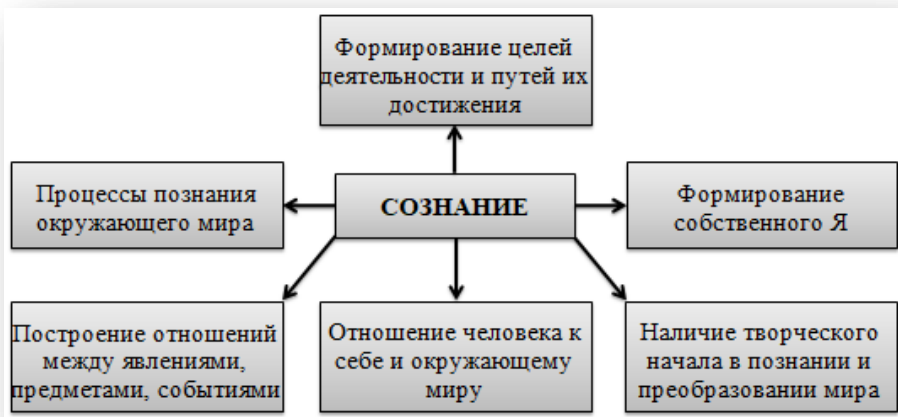 Формирование целей
деятельности и путей их
достижения
Процессы познания
окружающего мира
СОЗНАНИЕ
Формирование
собственного Я
Построение отношений
между явлениями,
предметами, событиями
Отношение человека к
себе и окружающему
миру
Наличие творческого
начала в познании и
преобразовании мира